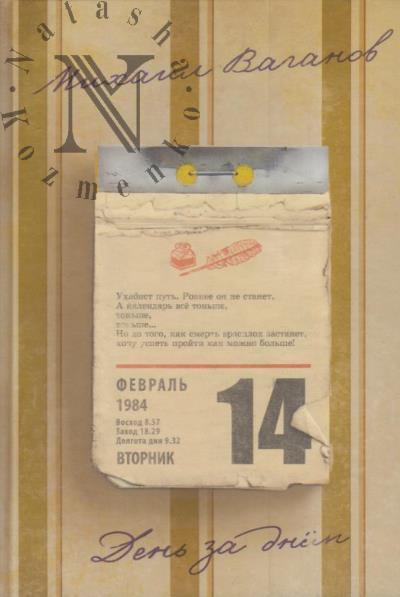 Natasha
N
Kozmenko
Михаил Ваганов
Ухабист путь. Ровнее он не станет.
А календарь всё тоньше,
тоньше,
тоньше...
Но до того, как смерть врасплох застанет,
хочу успеть пройти как можно больше!
ФЕВРАЛЬ
1984
Восход 8.57
Заход 18.29
Долгота дня 9.32
ВТОРНИК
14
День за днём